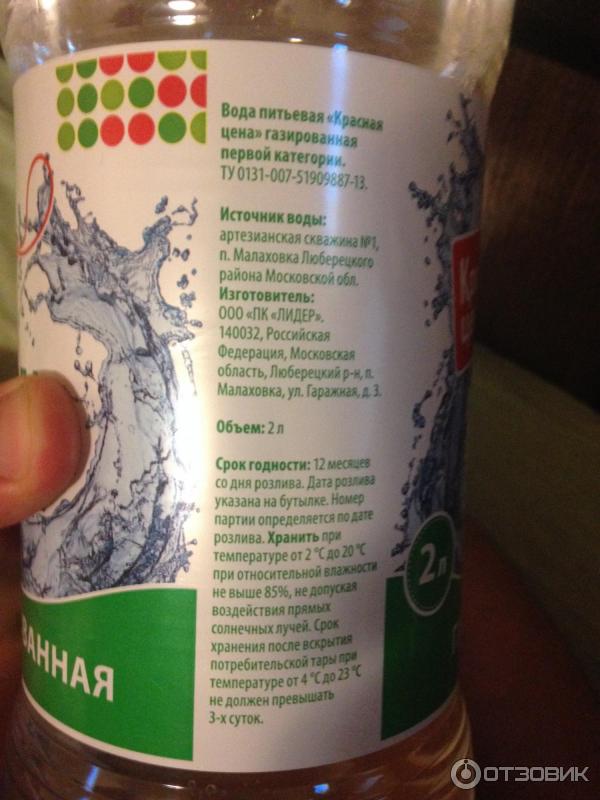 Вода питьевая «Красная
цена» газированная
первой категории.
ТУ 0131-007-51909887-13.
Источник воды:
артезианская скважина №1,
п. Малаховка Люберецкого
района Московской обл.
Изготовитель:
ООО «ПК «ЛИДЕР».
140032, Российская
Федерация, Московская
область, Люберецкий р-н, п.
Малаховка, ул. Гаражная, д. 3.
Объем: 2 л
Срок годности: 12 месяцев
со дня розлива. Дата розлива
указана на бутылке. Номер
партии определяется по дате
розлива. Хранить при
температуре от 2 °С до 20 °С
при относительной влажности
не выше 85%, не допуская
воздействия прямых
солнечных лучей. Срок
хранения после вскрытия
потребительской тары при
температуре от 4 °С до 23 °С
не должен превышать
3-х суток.
ВАННАЯ
2л
ОТЗОВИК